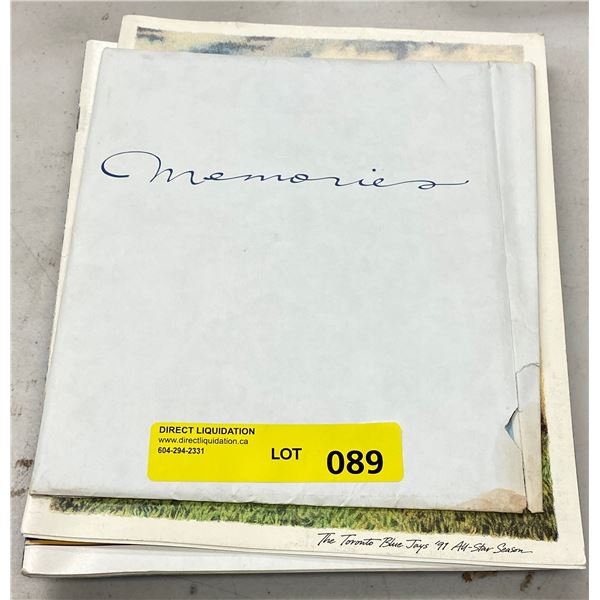 Memories
DIRECT LIQUIDATION
www.directliquidation.ca
604-294-2331
LOT 089
The Toronto Blue Jays '91 All-Star Season